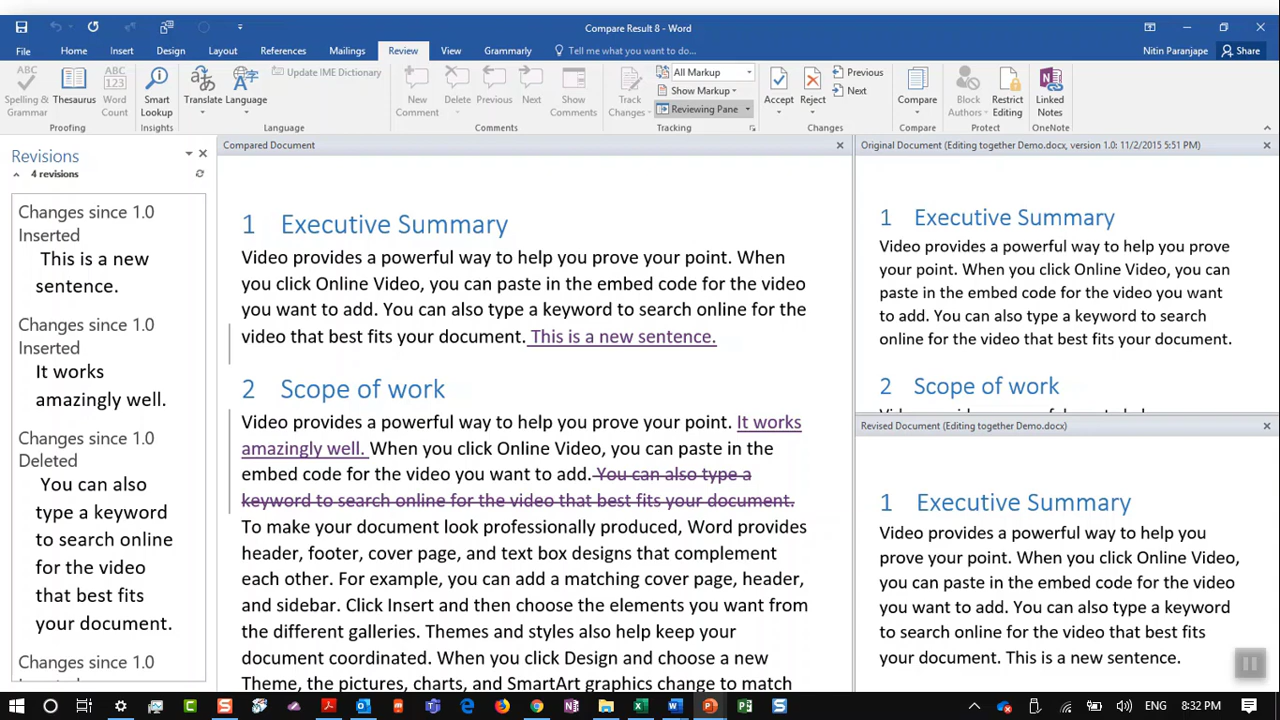 Compare Result 8 - Word
File Home Insert Design Layout References Mailings Review View Grammarly Tell me what you want to do... Nitin Paranjape Share
Spelling & Grammar
Thesaurus
Word Count
Proofing
Smart Lookup
Insights
Translate
Language
Update IME Dictionary
Language
New Comment
Delete
Previous
Next
Show Comments
Comments
Track Changes
All Markup
Show Markup
Reviewing Pane
Tracking
Accept
Reject
Previous
Next
Changes
Compare
Compare
Block Authors
Restrict Editing
Protect
Linked Notes
OneNote
Revisions
4 revisions
Changes since 1.0
Inserted
This is a new
sentence.
Changes since 1.0
Inserted
It works
amazingly well.
Changes since 1.0
Deleted
You can also
type a keyword
to search online
for the video
that best fits
your document.
Changes since 1.0
Compared Document
1 Executive Summary
Video provides a powerful way to help you prove your point. When
you click Online Video, you can paste in the embed code for the video
you want to add. You can also type a keyword to search online for the
video that best fits your document. This is a new sentence.
2 Scope of work
Video provides a powerful way to help you prove your point. It works
amazingly well. When you click Online Video, you can paste in the
embed code for the video you want to add. You can also type a
keyword to search online for the video that best fits your document.
To make your document look professionally produced, Word provides
header, footer, cover page, and text box designs that complement
each other. For example, you can add a matching cover page, header,
and sidebar. Click Insert and then choose the elements you want from
the different galleries. Themes and styles also help keep your
document coordinated. When you click Design and choose a new
Theme, the pictures, charts, and SmartArt graphics change to match
Original Document (Editing together Demo.docx, version 1.0: 11/2/2015 5:51 PM)
1 Executive Summary
Video provides a powerful way to help you prove
your point. When you click Online Video, you can
paste in the embed code for the video you want
to add. You can also type a keyword to search
online for the video that best fits your document.
2 Scope of work
Revised Document (Editing together Demo.docx)
1 Executive Summary
Video provides a powerful way to help you
prove your point. When you click Online Video,
you can paste in the embed code for the video
you want to add. You can also type a keyword
to search online for the video that best fits
your document. This is a new sentence.
ENG 8:32 PM